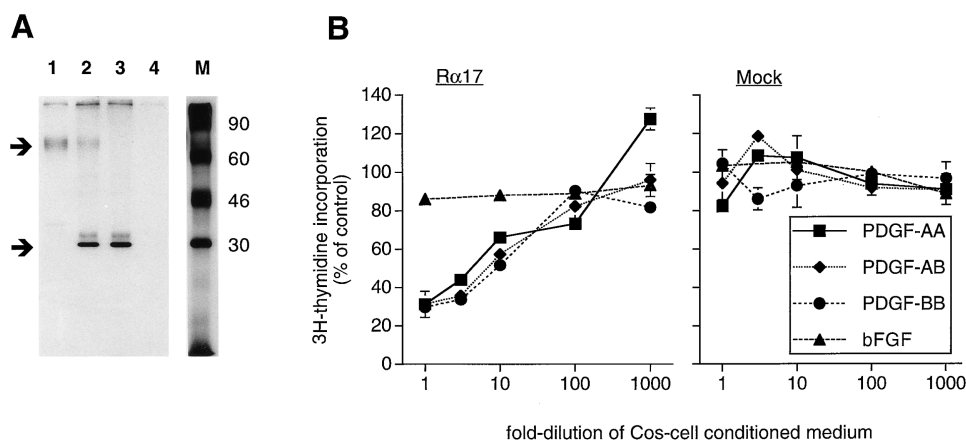 A
1 2 3 4 M
90
60
46
30
B
Rα17
Mock
3H-thymidine incorporation
(% of control)
140
120
100
80
60
40
20
0
1 10 100 1000
1 10 100 1000
PDGF-AA
PDGF-AB
PDGF-BB
bFGF
fold-dilution of Cos-cell conditioned medium